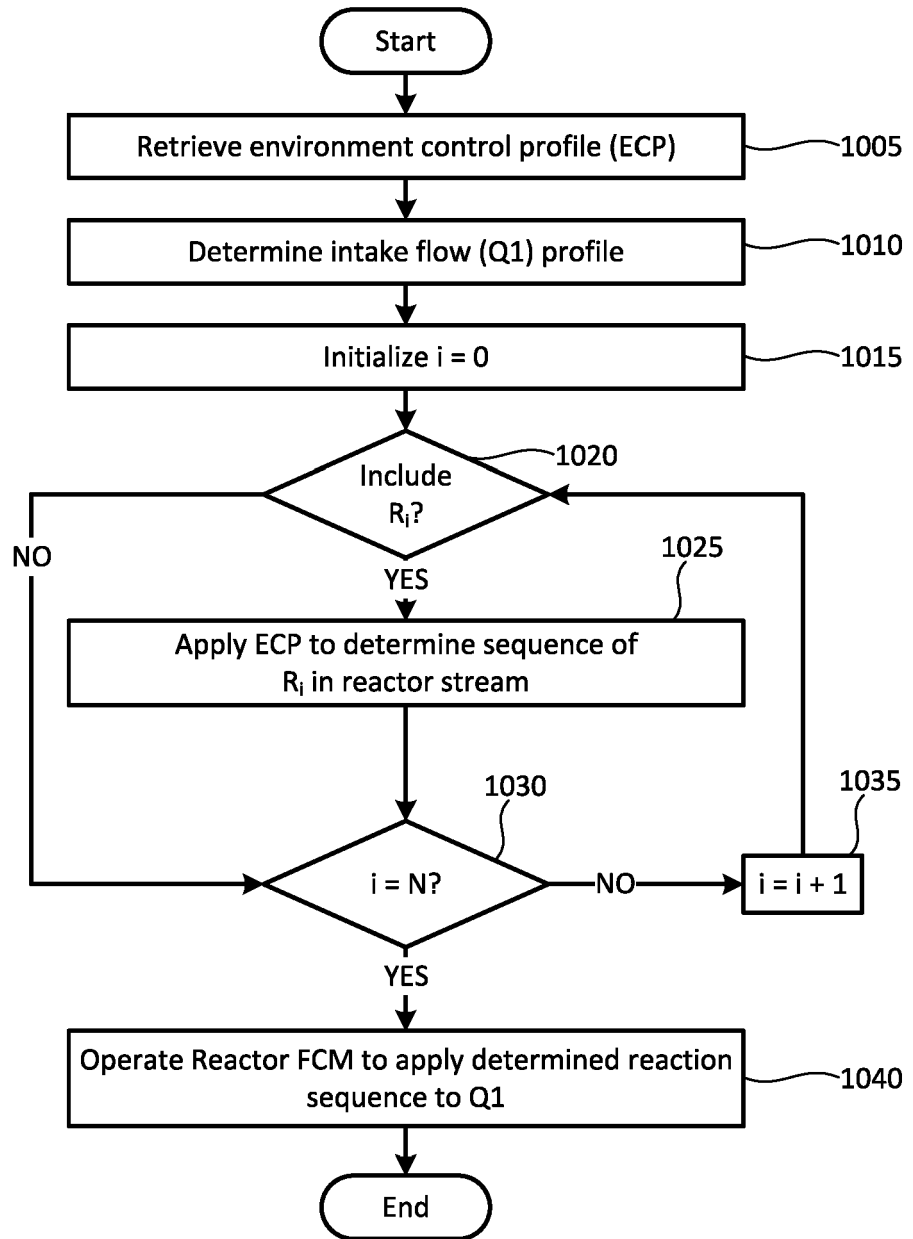 Start
Retrieve environment control profile (ECP)
1005
Determine intake flow (Q1) profile
1010
Initialize i = 0
1015
1020
Include
Rᵢ?
NO
YES
1025
Apply ECP to determine sequence of
Rᵢ in reactor stream
1030
1035
i = N?
NO
i = i + 1
YES
Operate Reactor FCM to apply determined reaction
sequence to Q1
1040
End